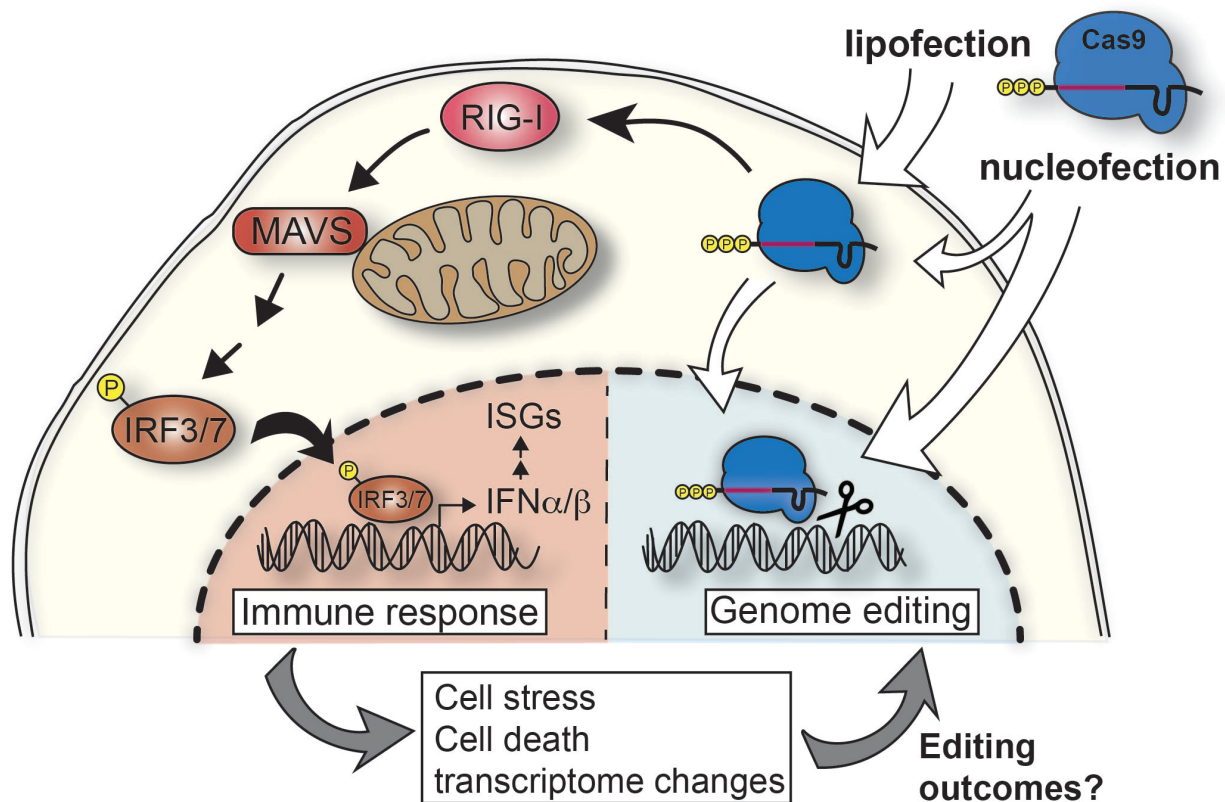 lipofection
Cas9
PPP
nucleofection
RIG-I
PPP
MAVS
P
IRF3/7
ISGs
P
IRF3/7
IFNα/β
PPP
Immune response
Genome editing
Cell stress
Cell death
transcriptome changes
Editing
outcomes?